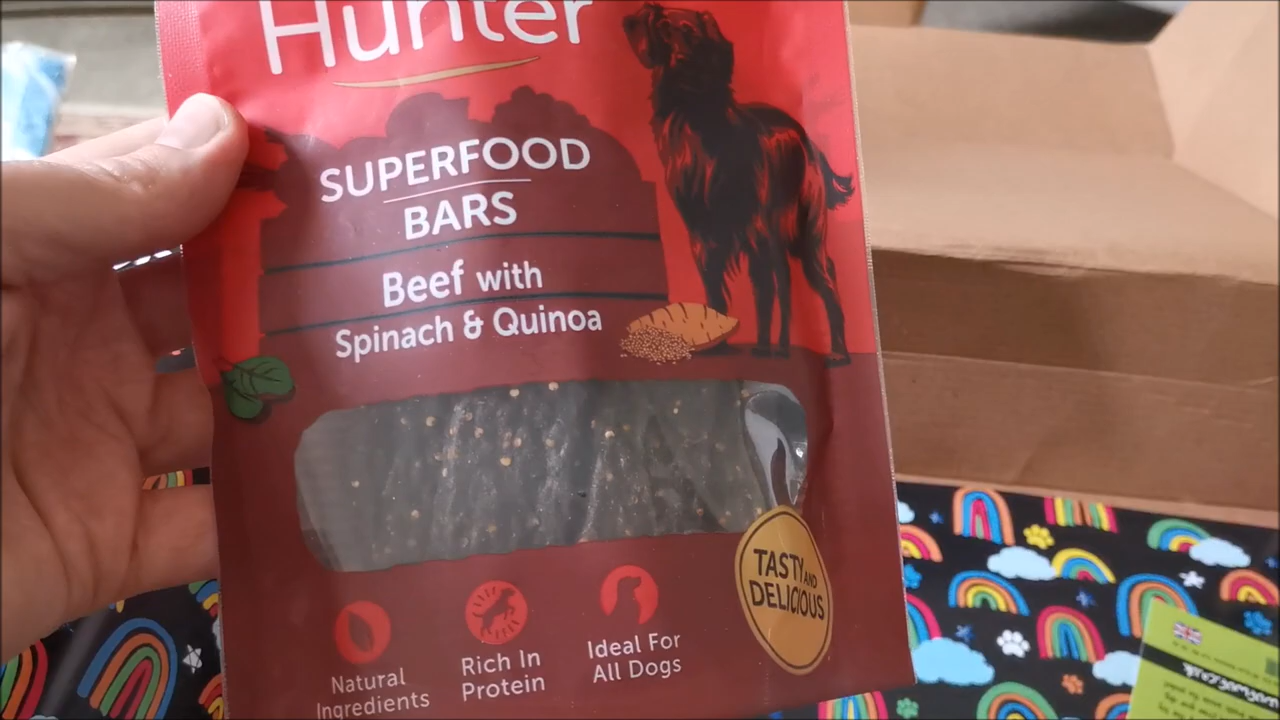 Hunter
SUPERFOOD
BARS
Beef with
Spinach & Quinoa
TASTY AND
DELICIOUS
Natural
Ingredients
Rich In
Protein
Ideal For
All Dogs